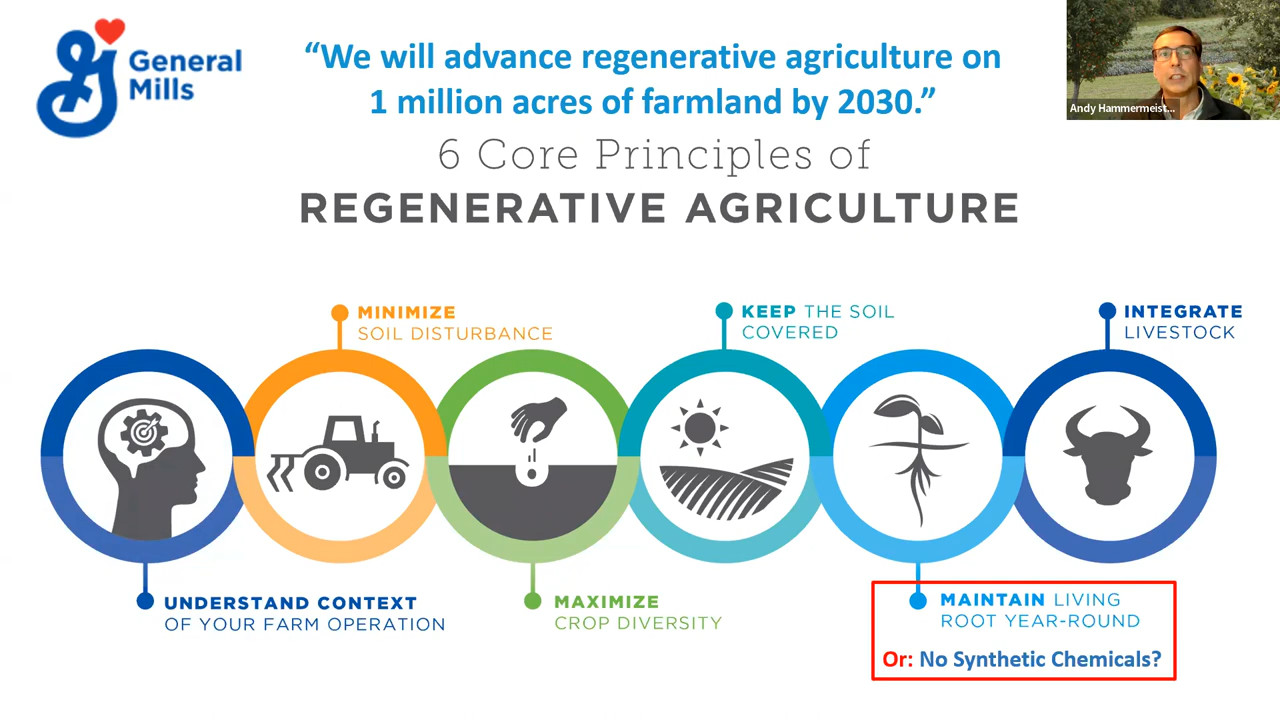 General
Mills
“We will advance regenerative agriculture on
1 million acres of farmland by 2030.”
Andy Hammermeist...
6 Core Principles of
REGENERATIVE AGRICULTURE
MINIMIZE
SOIL DISTURBANCE
KEEP THE SOIL
COVERED
INTEGRATE
LIVESTOCK
UNDERSTAND CONTEXT
OF YOUR FARM OPERATION
MAXIMIZE
CROP DIVERSITY
MAINTAIN LIVING
ROOT YEAR-ROUND
Or: No Synthetic Chemicals?